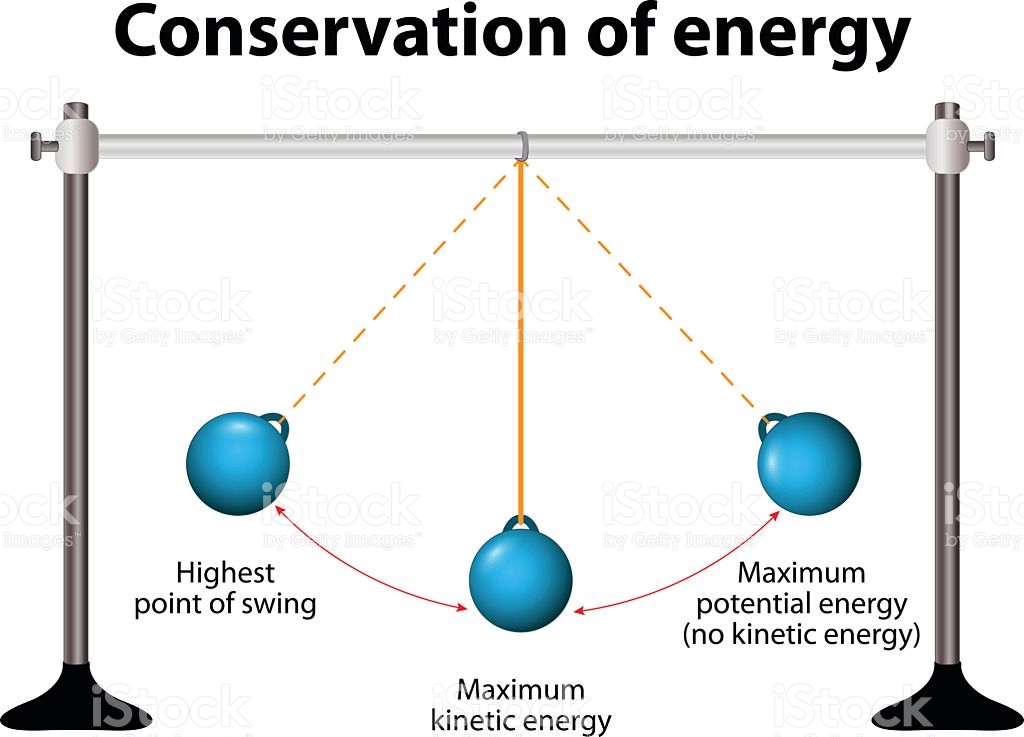 Conservation of energy
Highest
point of swing
Maximum
potential energy
(no kinetic energy)
Maximum
kinetic energy
iStock
by Getty Images™